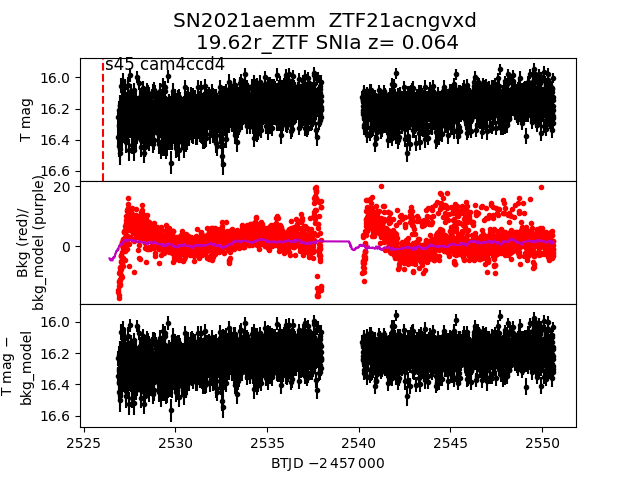 SN2021aemm ZTF21acngvxd
19.62r_ZTF SNIa z= 0.064
s45 cam4ccd4
16.0
16.2
16.4
16.6
T mag
20
0
Bkg (red)/
bkg_model (purple)
16.0
16.2
16.4
16.6
T mag −
bkg_model
2525
2530
2535
2540
2545
2550
BTJD −2 457 000